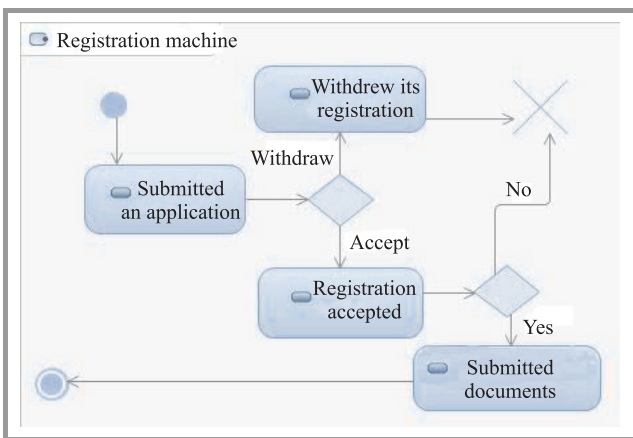 Registration machine
Withdrew its
registration
Withdraw
Submitted
an application
No
Accept
Registration
accepted
Yes
Submitted
documents